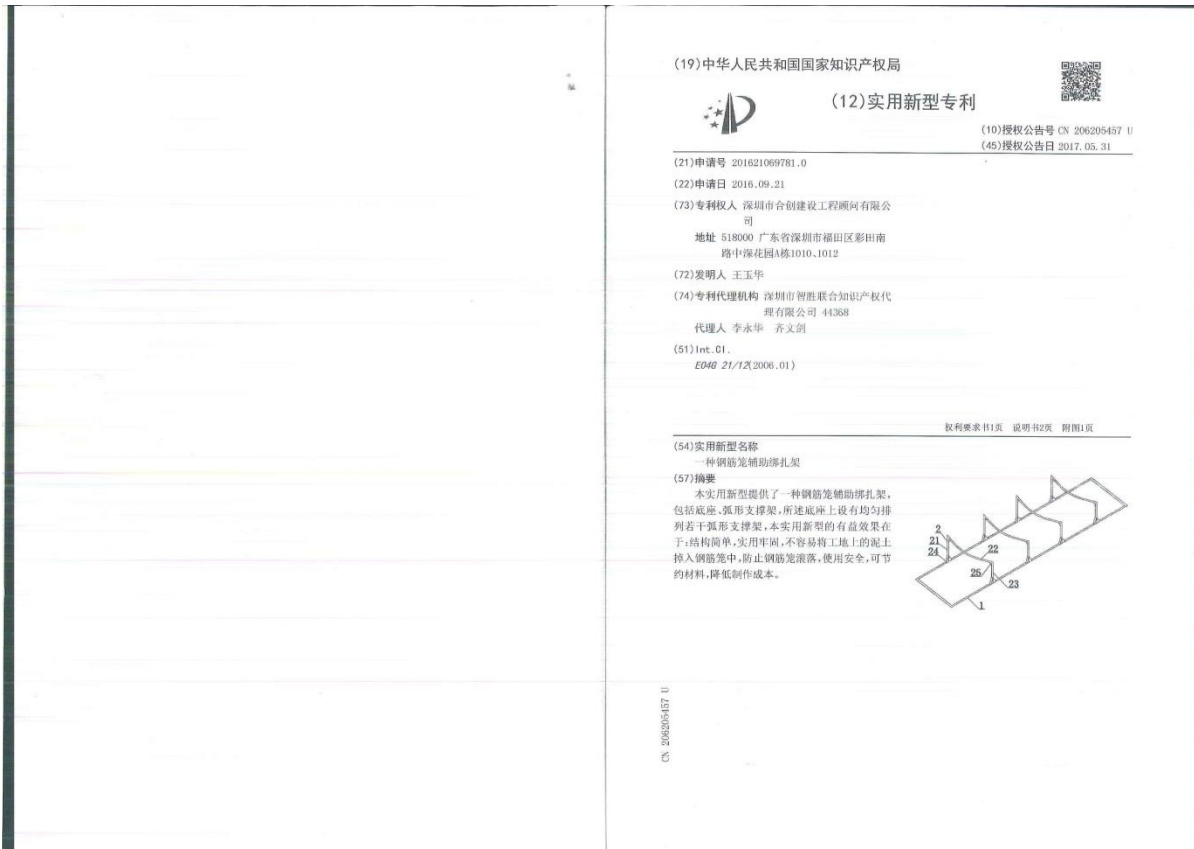 (19)中华人民共和国国家知识产权局
(12)实用新型专利
(10)授权公告号 CN 206205457 U
(45)授权公告日 2017.05.31
(21)申请号 201621069781.0
(22)申请日 2016.09.21
(73)专利权人 深圳市合创建设工程顾问有限公
司
地址 518000 广东省深圳市福田区彩田南
路中深花园A栋1010、1012
(72)发明人 王玉华
(74)专利代理机构 深圳市智胜联合知识产权代
理有限公司 44368
代理人 李永华 齐文剑
(51)Int.Cl.
E04G 21/12(2006.01)
权利要求书1页 说明书2页 附图1页
(54)实用新型名称
一种钢筋笼辅助绑扎架
(57)摘要
本实用新型提供了一种钢筋笼辅助绑扎架,
包括底座、弧形支撑架,所述底座上设有均匀排
列若干弧形支撑架,本实用新型的有益效果在
于:结构简单,实用牢固,不容易将工地上的泥土
掉入钢筋笼中,防止钢筋笼滚落,使用安全,可节
约材料,降低制作成本。
2
21
24
22
25
23
1
CN 206205457 U